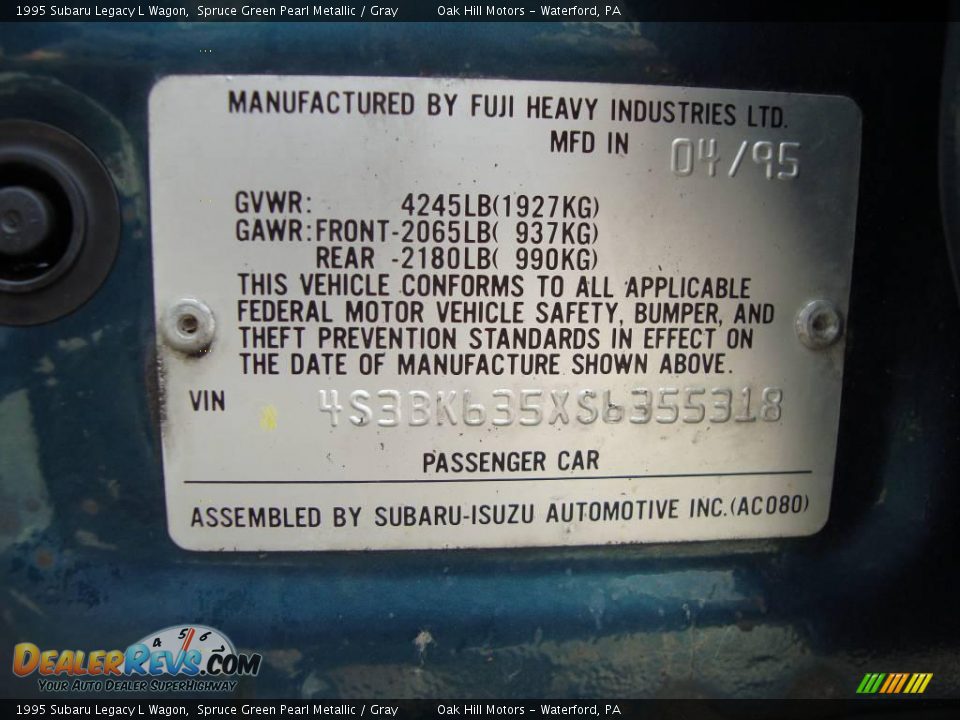 1995 Subaru Legacy L Wagon, Spruce Green Pearl Metallic / Gray Oak Hill Motors - Waterford, PA
MANUFACTURED BY FUJI HEAVY INDUSTRIES LTD.
MFD IN 04/95
GVWR: 4245LB(1927KG)
GAWR:FRONT-2065LB( 937KG)
REAR -2180LB( 990KG)
THIS VEHICLE CONFORMS TO ALL APPLICABLE
FEDERAL MOTOR VEHICLE SAFETY, BUMPER, AND
THEFT PREVENTION STANDARDS IN EFFECT ON
THE DATE OF MANUFACTURE SHOWN ABOVE.
VIN 4S3BK635XS6355318
PASSENGER CAR
ASSEMBLED BY SUBARU-ISUZU AUTOMOTIVE INC.(AC080)
4 5 6
DEALERREVS.COM
YOUR AUTO DEALER SUPERHIGHWAY
1995 Subaru Legacy L Wagon, Spruce Green Pearl Metallic / Gray Oak Hill Motors - Waterford, PA